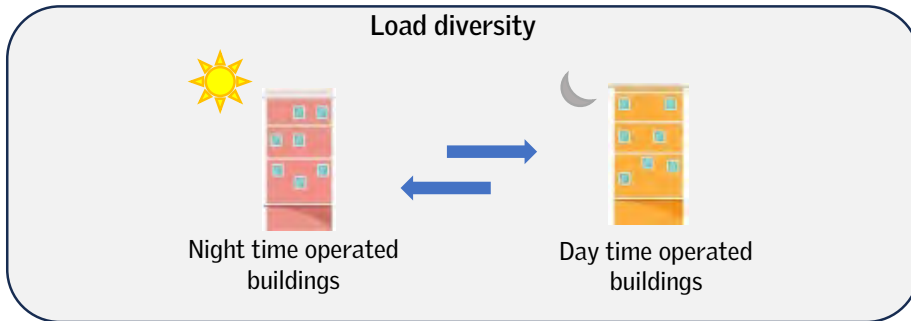 Load diversity
Night time operated
buildings
Day time operated
buildings